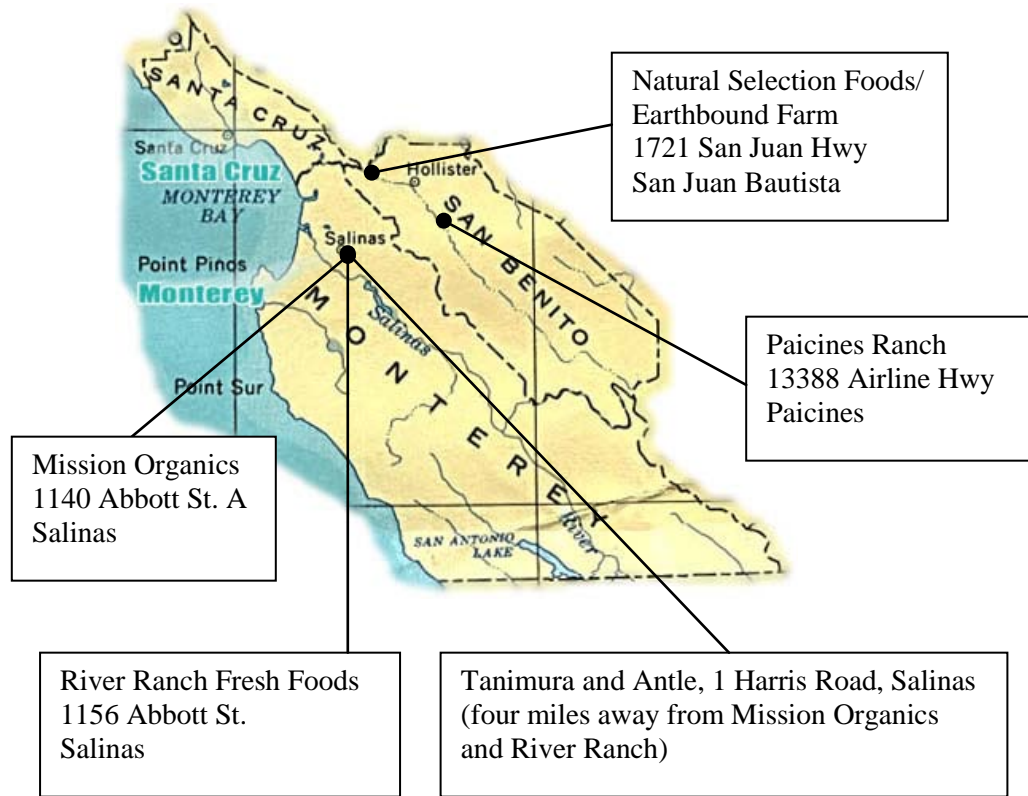 Natural Selection Foods/
Earthbound Farm
1721 San Juan Hwy
San Juan Bautista
SANTA CRUZ
Santa Cruz
Santa Cruz
MONTEREY
BAY
Hollister
SAN BENITO
Salinas
Point Pinos
Monterey
Salinas
River
MONTEREY
Point Sur
SAN ANTONIO
LAKE
Paicines Ranch
13388 Airline Hwy
Paicines
Mission Organics
1140 Abbott St. A
Salinas
River Ranch Fresh Foods
1156 Abbott St.
Salinas
Tanimura and Antle, 1 Harris Road, Salinas
(four miles away from Mission Organics
and River Ranch)